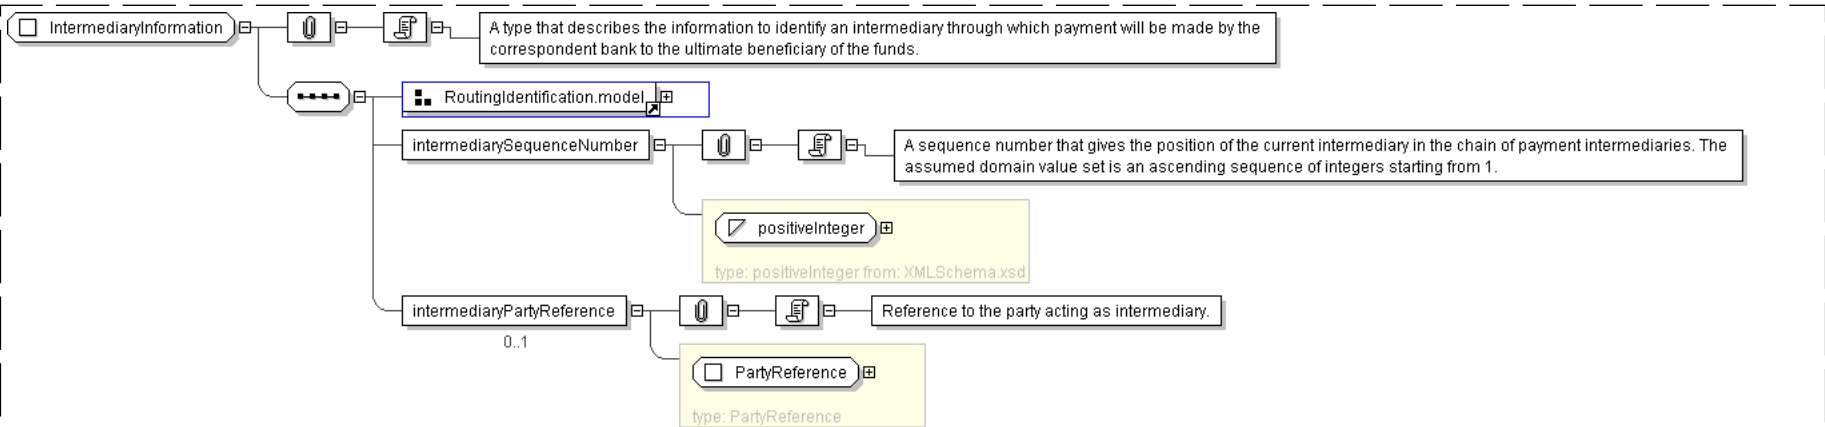 IntermediaryInformation
A type that describes the information to identify an intermediary through which payment will be made by the
correspondent bank to the ultimate beneficiary of the funds.
RoutingIdentification.model
intermediarySequenceNumber
A sequence number that gives the position of the current intermediary in the chain of payment intermediaries. The
assumed domain value set is an ascending sequence of integers starting from 1.
positiveInteger
type: positiveInteger from: XMLSchema.xsd
intermediaryPartyReference
Reference to the party acting as intermediary.
0..1
PartyReference
type: PartyReference